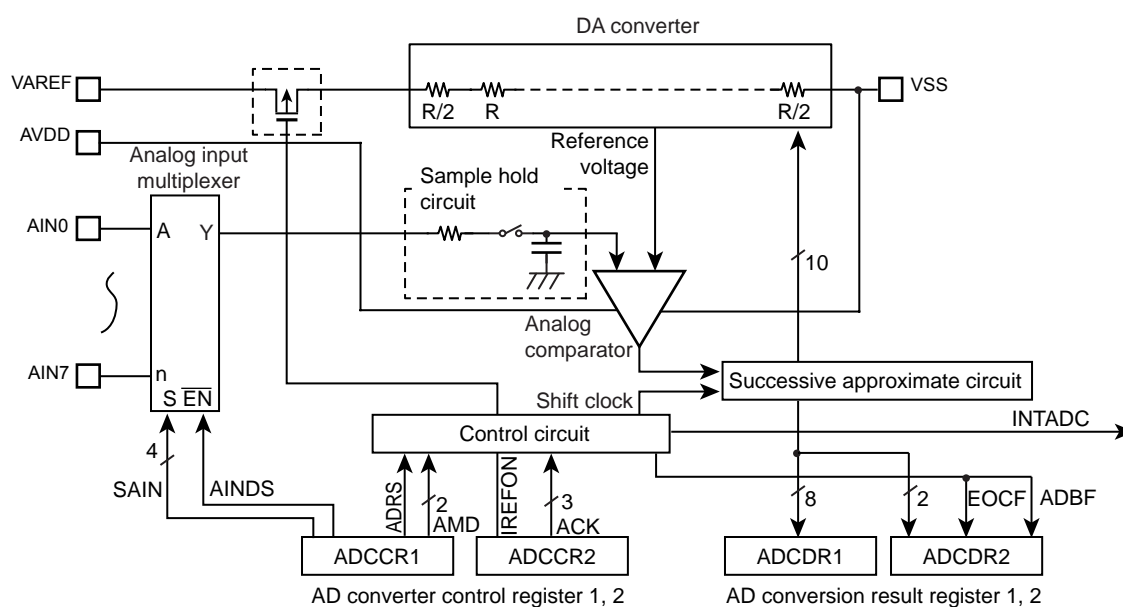 DA converter
VAREF
R/2
R
R/2
VSS
AVDD
Reference
voltage
Analog input
multiplexer
Sample hold
circuit
AIN0
A
Y
10
Analog
comparator
AIN7
n
S EN
Successive approximate circuit
Shift clock
INTADC
Control circuit
4
SAIN
AINDS
ADRS
2
AMD
IREFON
3
ACK
8
2
EOCF
ADBF
ADCCR1
ADCCR2
ADCDR1
ADCDR2
AD converter control register 1, 2
AD conversion result register 1, 2